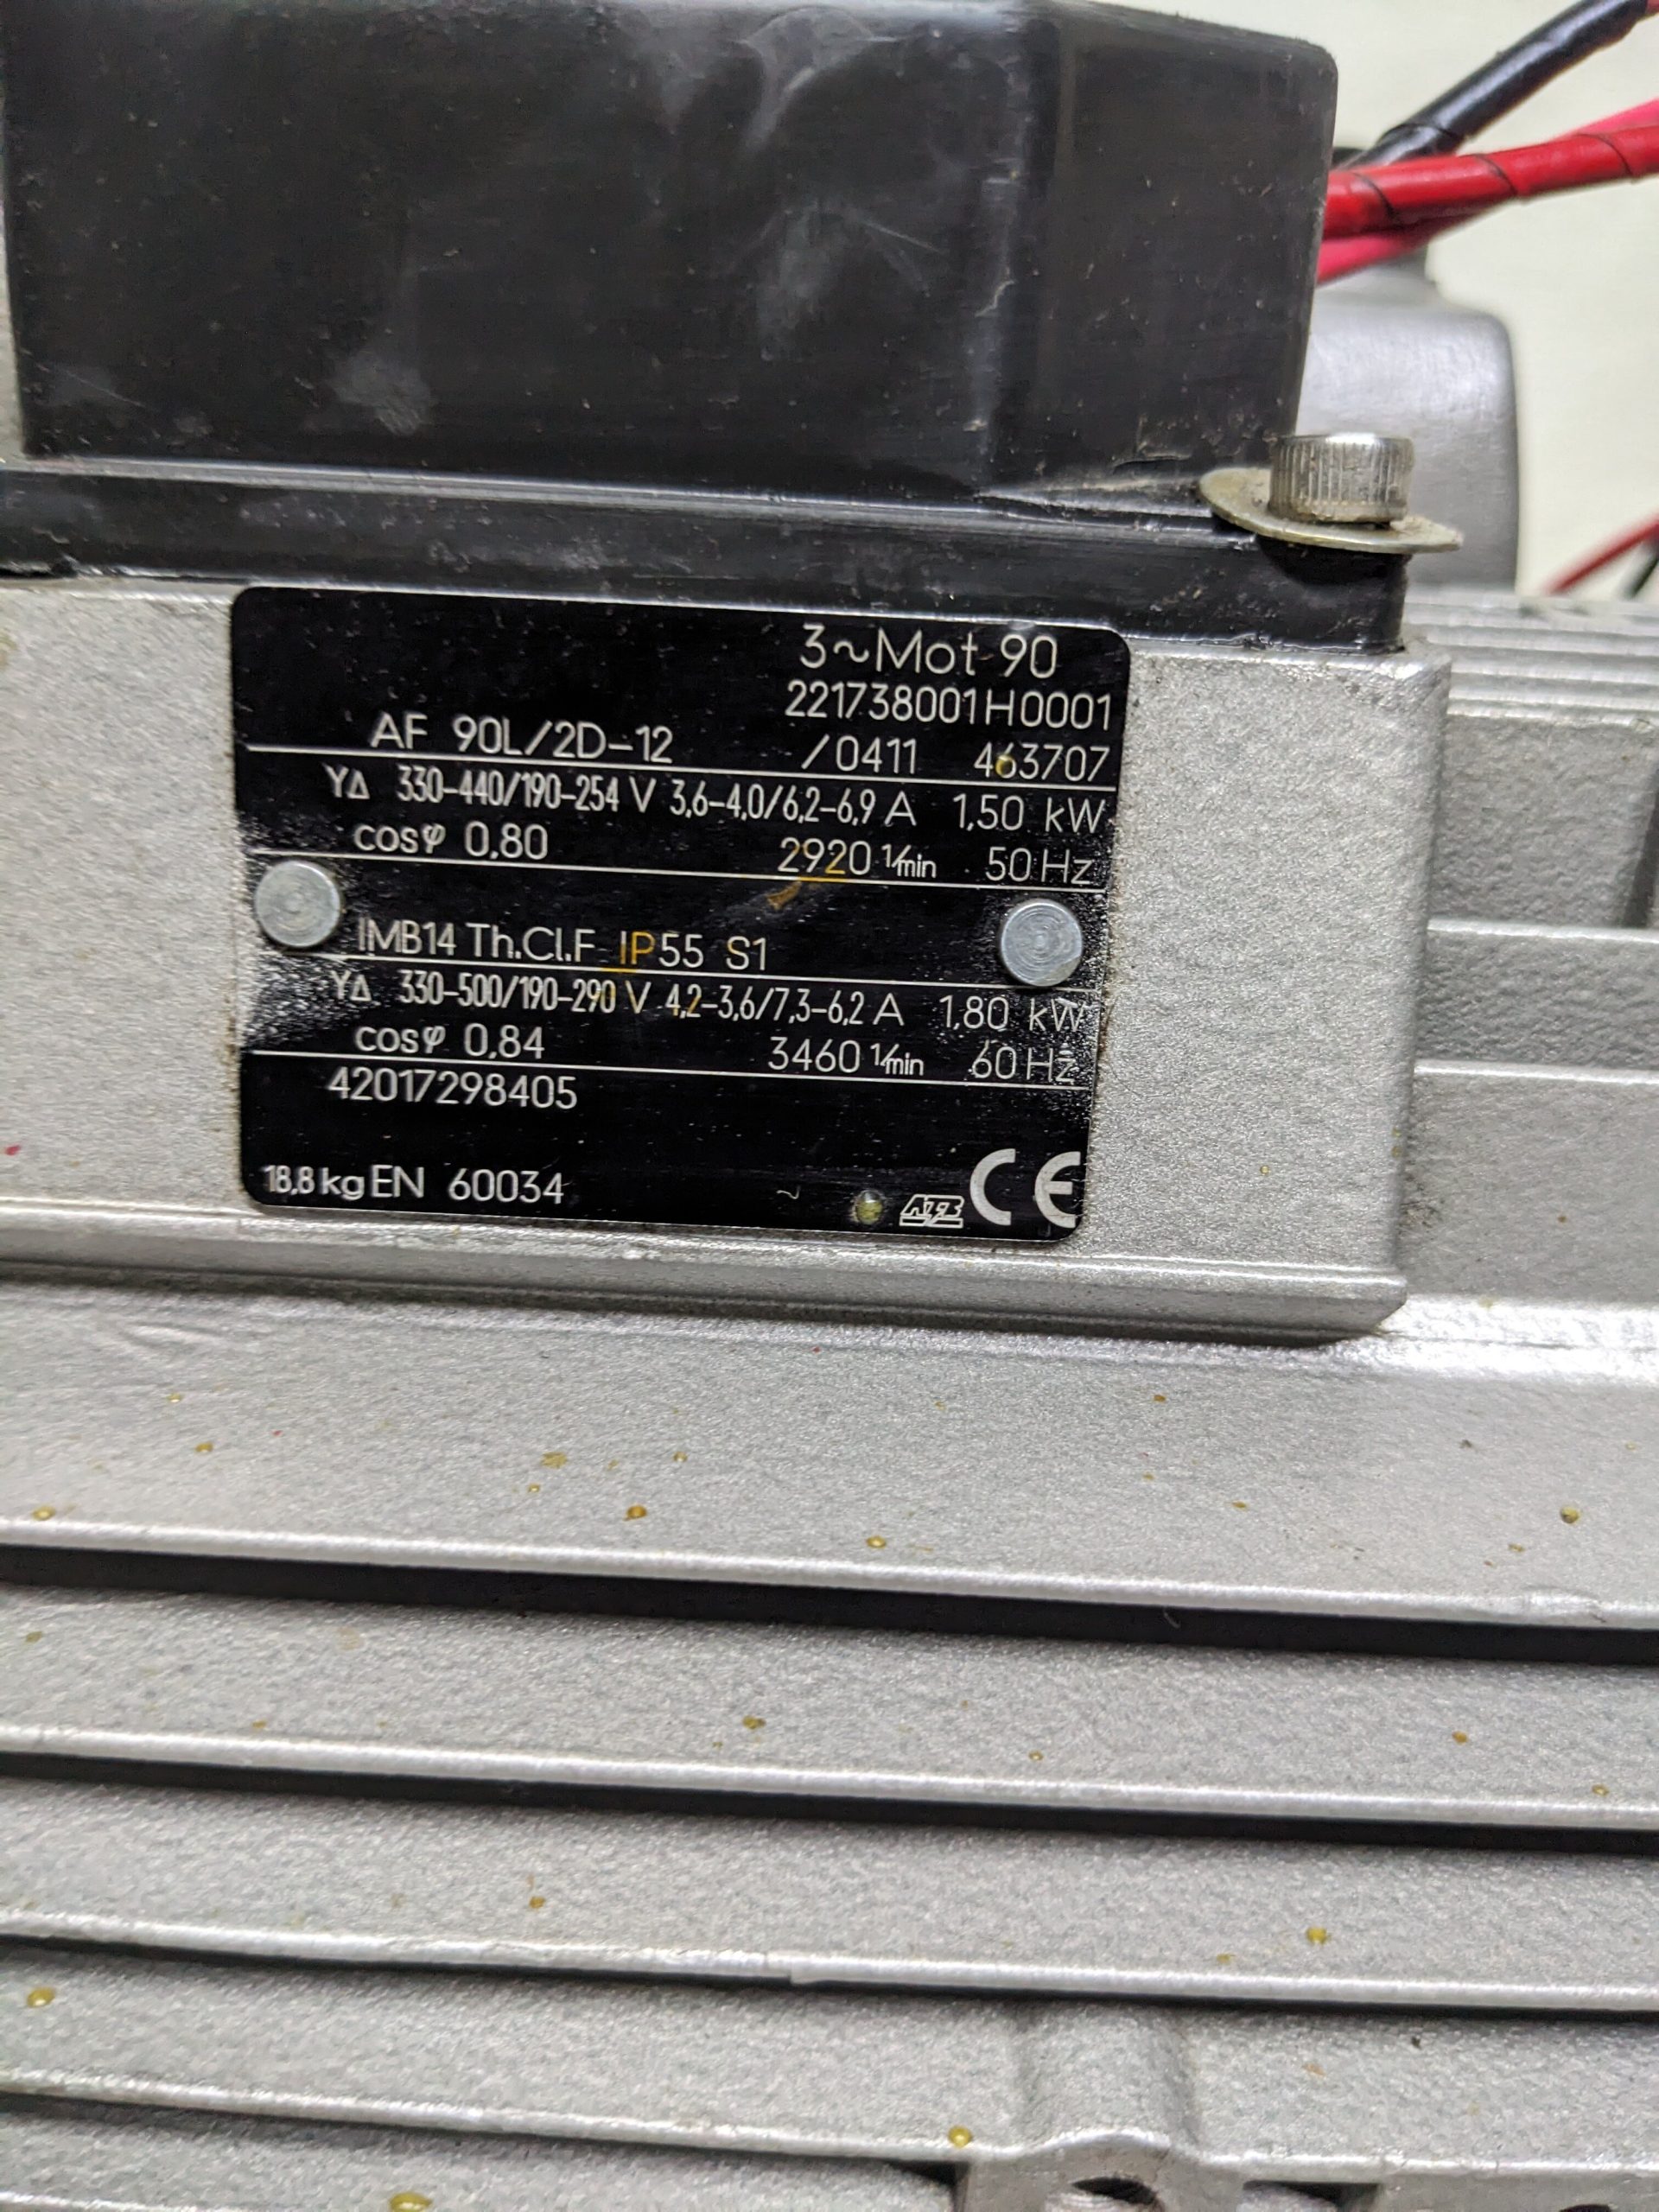 3~Mot 90
221738001H0001
AF 90L/2D-12 /0411 463707
YΔ 330-440/190-254 V 3,6-4,0/6,2-6,9 A 1,50 kW
cosφ 0,80 2920 1/min 50 Hz
IMB14 Th.Cl.F IP55 S1
YΔ 330-500/190-290 V 4,2-3,6/7,3-6,2 A 1,80 kW
cosφ 0,84 3460 1/min 60 Hz
42017298405
18,8 kg EN 60034 ATB CE